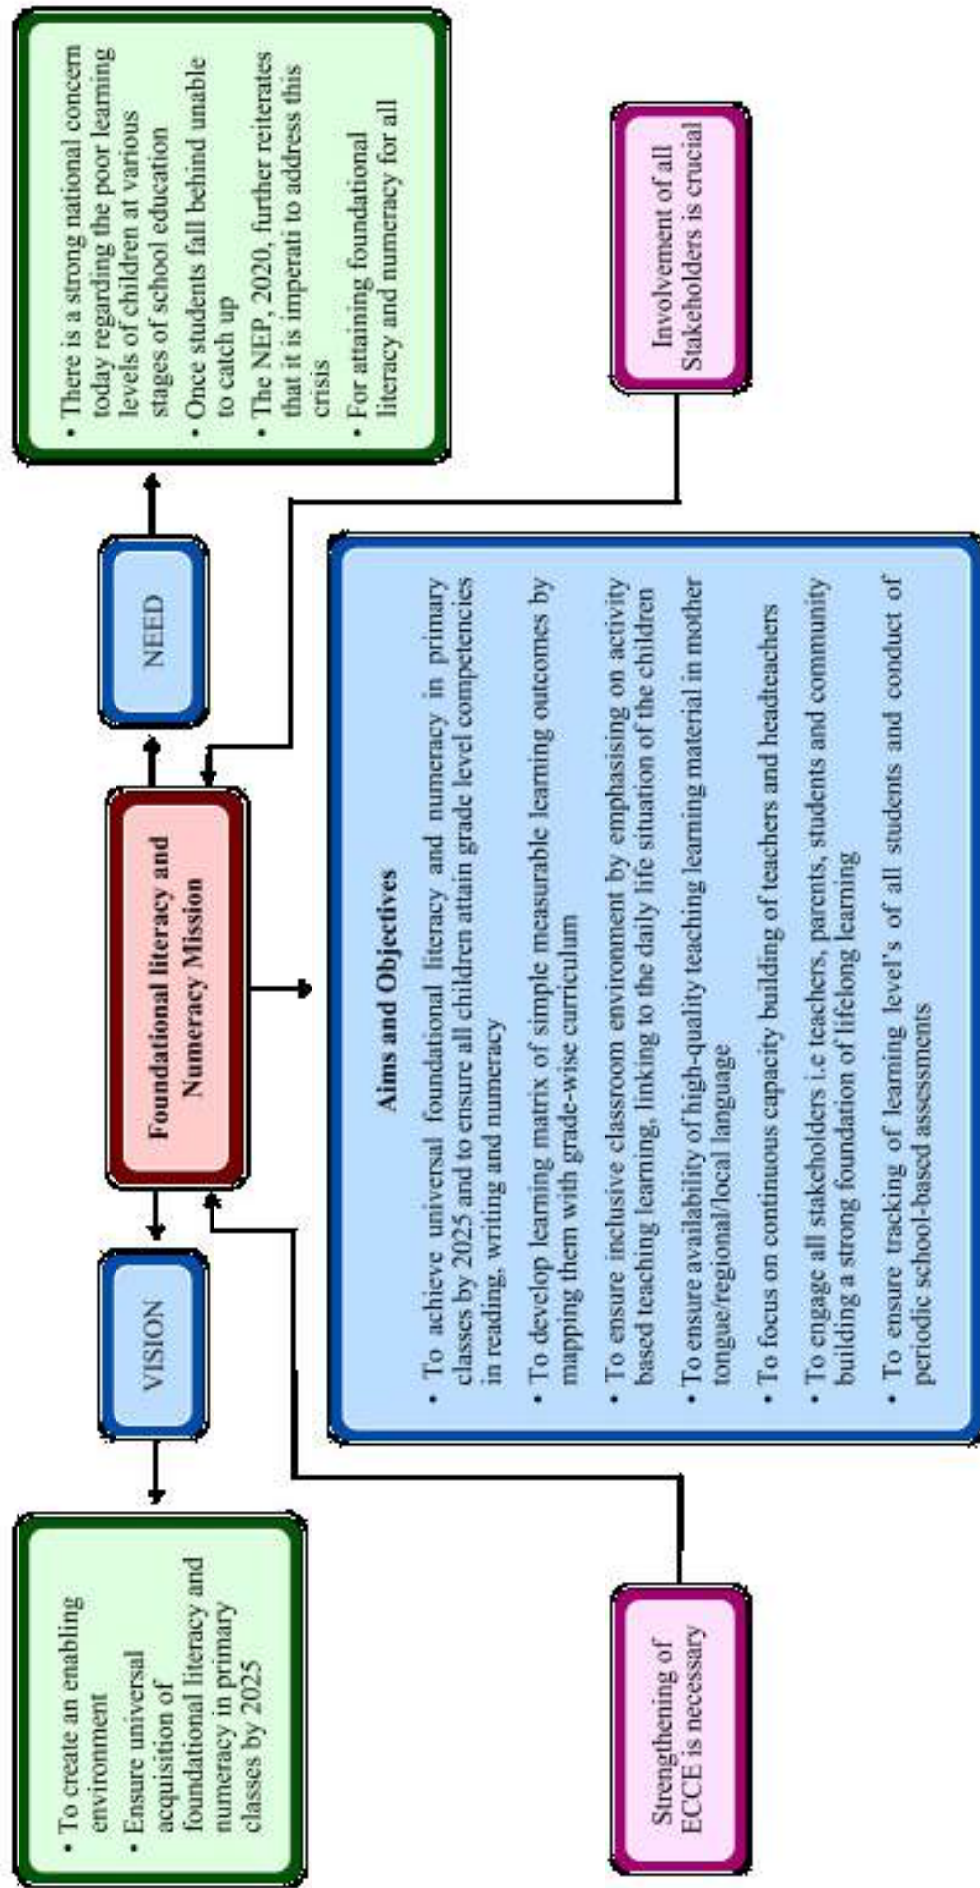 • To create an enabling
environment
• Ensure universal
acquisition of
foundational literacy and
numeracy in primary
classes by 2025
VISION
Foundational literacy and
Numeracy Mission
NEED
• There is a strong national concern
today regarding the poor learning
levels of children at various
stages of school education
• Once students fall behind unable
to catch up
• The NEP, 2020, further reiterates
that it is imperati to address this
crisis
• For attaining foundational
literacy and numeracy for all
Aims and Objectives
• To achieve universal foundational literacy and numeracy in primary
classes by 2025 and to ensure all children attain grade level competencies
in reading, writing and numeracy
• To develop learning matrix of simple measurable learning outcomes by
mapping them with grade-wise curriculum
• To ensure inclusive classroom environment by emphasising on activity
based teaching learning, linking to the daily life situation of the children
• To ensure availability of high-quality teaching learning material in mother
tongue/regional/local language
• To focus on continuous capacity building of teachers and headteachers
• To engage all stakeholders i.e teachers, parents, students and community
building a strong foundation of lifelong learning
• To ensure tracking of learning level's of all students and conduct of
periodic school-based assessments
Strengthening of
ECCE is necessary
Involvement of all
Stakeholders is crucial